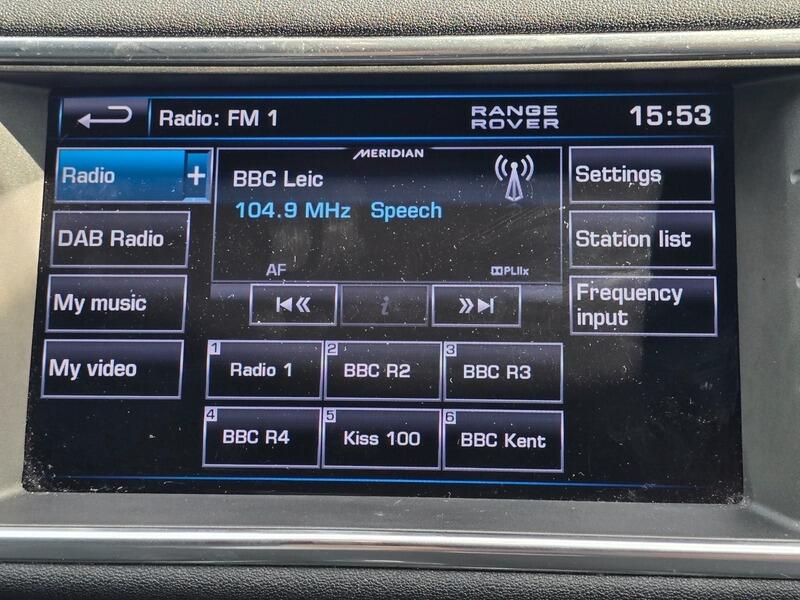 Radio: FM 1
RANGE
ROVER
15:53
Radio +
MERIDIAN
BBC Leic
104.9 MHz Speech
AF
PLIIx
Settings
DAB Radio
Station list
My music
i
Frequency
input
My video
1 Radio 1
2 BBC R2
3 BBC R3
4 BBC R4
5 Kiss 100
6 BBC Kent